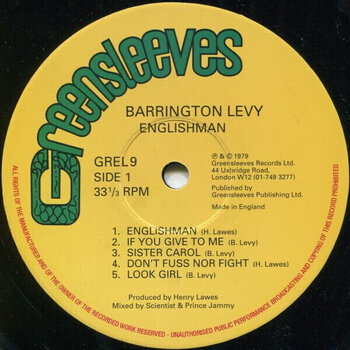 Greensleeves
BARRINGTON LEVY
ENGLISHMAN
GREL 9
SIDE 1
33 1/3 RPM
℗ & © 1979
Greensleeves Records Ltd.
44 Uxbridge Road,
London W12 (01-749 3277)
Published by
Greensleeves Publishing Ltd.
Made in England
1 ENGLISHMAN (H. Lawes)
2 IF YOU GIVE TO ME (B. Levy)
3 SISTER CAROL (B. Levy)
4 DON'T FUSS NOR FIGHT (H. Lawes)
5 LOOK GIRL (B. Levy)
Produced by Henry Lawes
Mixed by Scientist & Prince Jammy
ALL RIGHTS OF THE MANUFACTURER AND OF THE OWNER OF THE RECORDED WORK RESERVED - UNAUTHORISED PUBLIC PERFORMANCE BROADCASTING AND COPYING OF THIS RECORD PROHIBITED